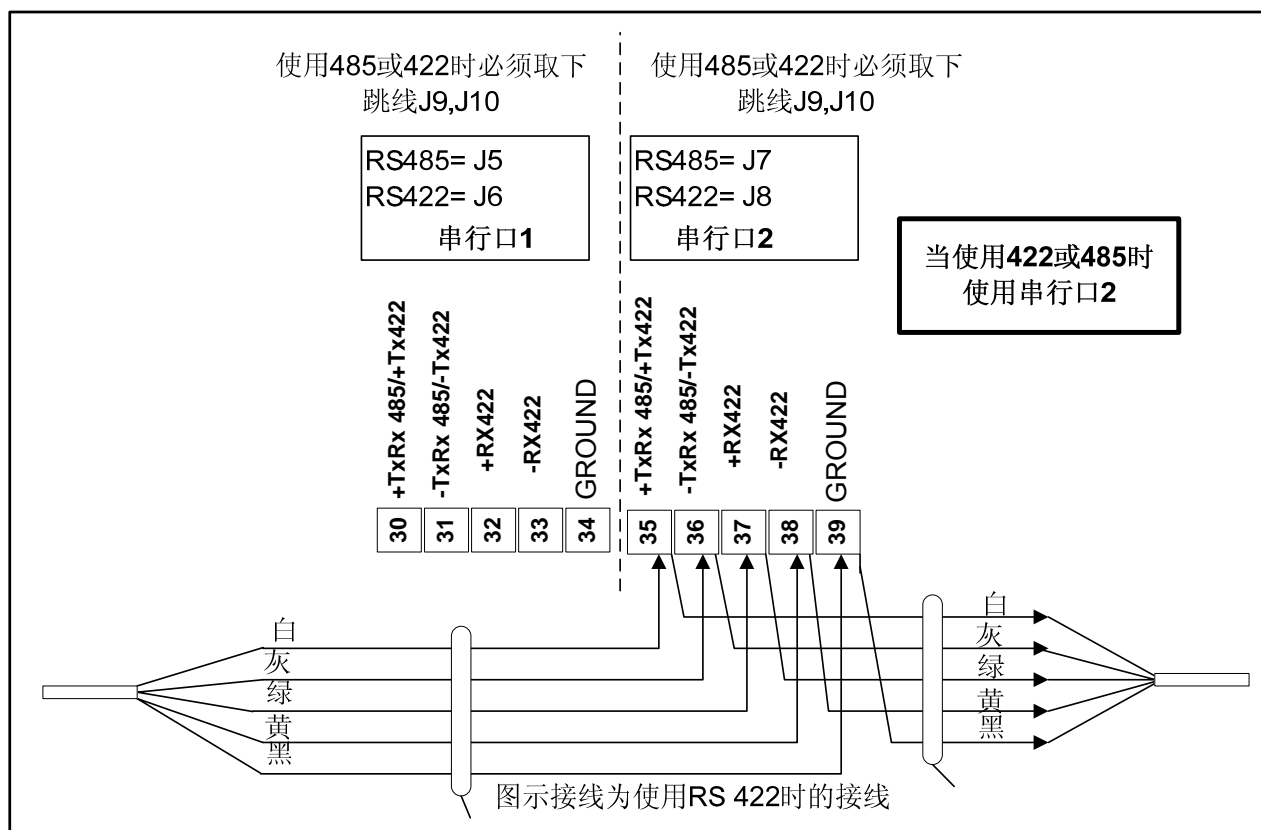 使用485或422时必须取下
跳线J9,J10
使用485或422时必须取下
跳线J9,J10
RS485= J5
RS422= J6
串行口1
RS485= J7
RS422= J8
串行口2
当使用422或485时
使用串行口2
+TxRx 485/+Tx422
-TxRx 485/-Tx422
+RX422
-RX422
GROUND
+TxRx 485/+Tx422
-TxRx 485/-Tx422
+RX422
-RX422
GROUND
30
31
32
33
34
35
36
37
38
39
白
灰
绿
黄
黑
白
灰
绿
黄
黑
图示接线为使用RS 422时的接线